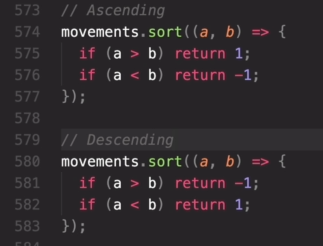 573 // Ascending
574 movements.sort((a, b) => {
575   if (a > b) return 1;
576   if (a < b) return -1;
577 });
578
579 // Descending
580 movements.sort((a, b) => {
581   if (a > b) return -1;
582   if (a < b) return 1;
583 });